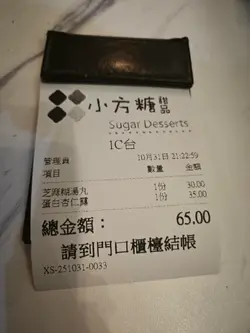 小方糖甜品
Sugar Desserts
1C台
管理員 10月31日 21:22:59
項目 數量 金額
芝麻糊湯丸 1份 30.00
蛋白杏仁露 1份 35.00
總金額： 65.00
請到門口櫃檯結帳
XS-251031-0033